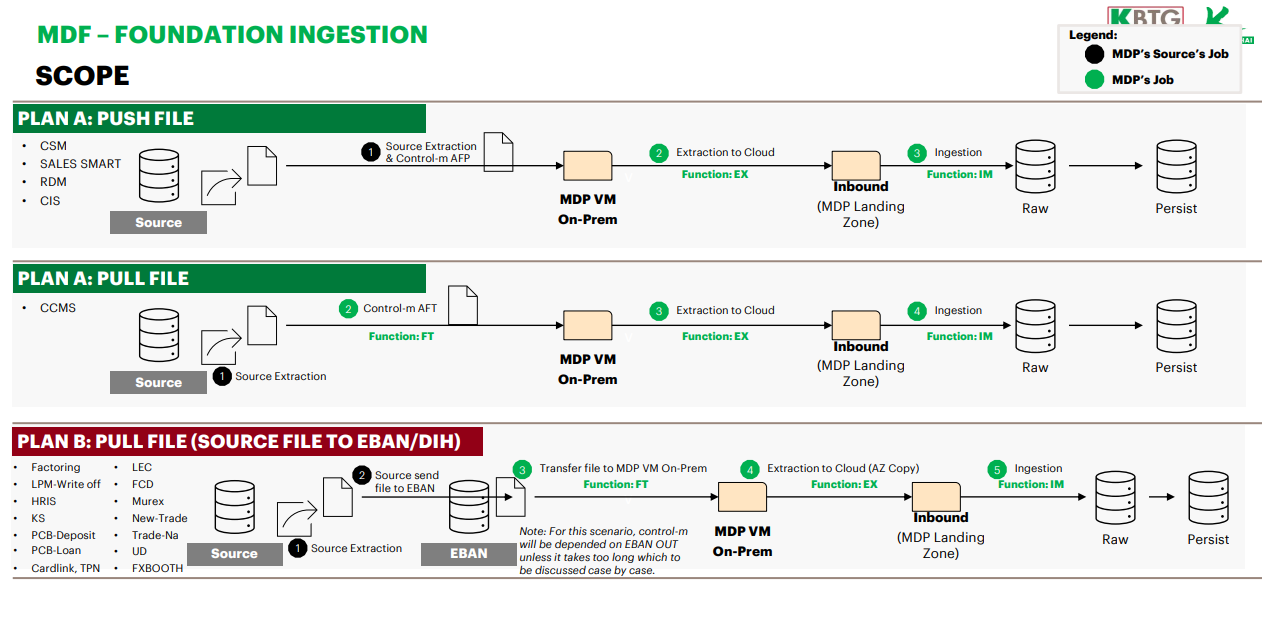 MDF – FOUNDATION INGESTION
SCOPE
KBTG
Legend:
MDP's Source's Job
MDP's Job
PLAN A: PUSH FILE
• CSM
• SALES SMART
• RDM
• CIS
Source
1 Source Extraction
& Control-m AFP
MDP VM
On-Prem
2 Extraction to Cloud
Function: EX
Inbound
(MDP Landing
Zone)
3 Ingestion
Function: IM
Raw
Persist
PLAN A: PULL FILE
• CCMS
Source
1 Source Extraction
2 Control-m AFT
Function: FT
MDP VM
On-Prem
3 Extraction to Cloud
Function: EX
Inbound
(MDP Landing
Zone)
4 Ingestion
Function: IM
Raw
Persist
PLAN B: PULL FILE (SOURCE FILE TO EBAN/DIH)
• Factoring
• LPM-Write off
• HRIS
• KS
• PCB-Deposit
• PCB-Loan
• Cardlink, TPN
• LEC
• FCD
• Murex
• New-Trade
• Trade-Na
• UD
• FXBOOTH
Source
1 Source Extraction
2 Source send
file to EBAN
EBAN
3 Transfer file to MDP VM On-Prem
Function: FT
Note: For this scenario, control-m
will be depended on EBAN OUT
unless it takes too long which to
be discussed case by case.
MDP VM
On-Prem
4 Extraction to Cloud (AZ Copy)
Function: EX
Inbound
(MDP Landing
Zone)
5 Ingestion
Function: IM
Raw
Persist